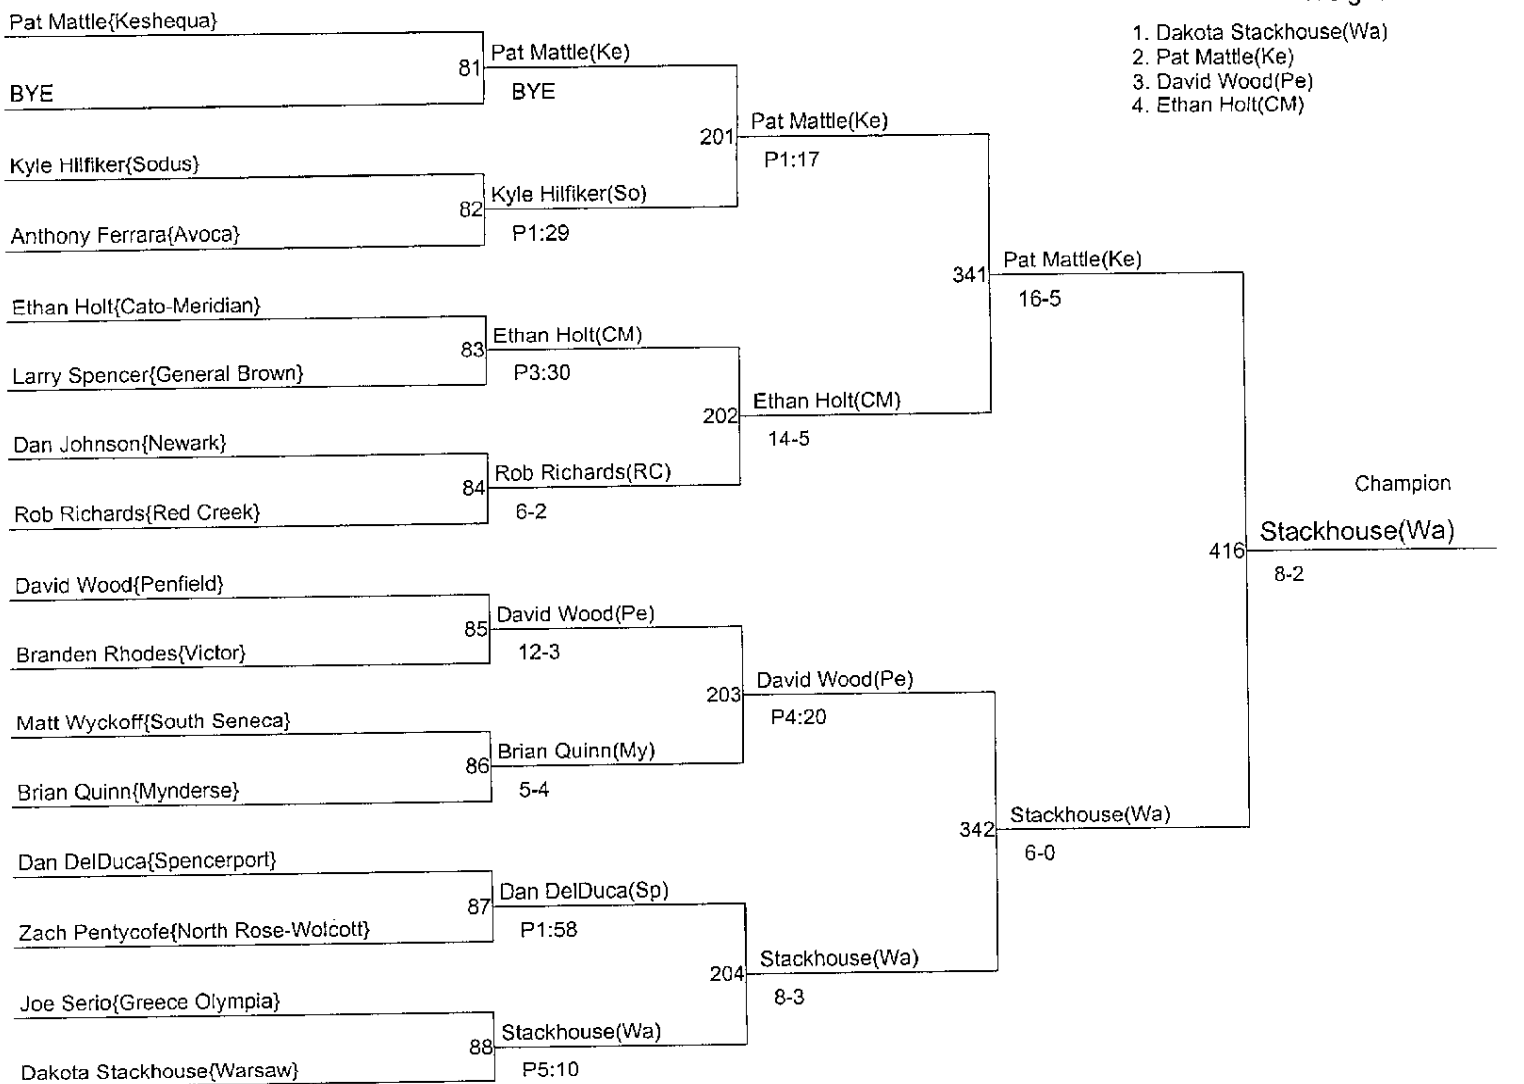 Pat Mattle{Keshequa}
BYE
Kyle Hilfiker{Sodus}
Anthony Ferrara{Avoca}
Ethan Holt{Cato-Meridian}
Larry Spencer{General Brown}
Dan Johnson{Newark}
Rob Richards{Red Creek}
David Wood{Penfield}
Branden Rhodes{Victor}
Matt Wyckoff{South Seneca}
Brian Quinn{Mynderse}
Dan DelDuca{Spencerport}
Zach Pentycofe{North Rose-Wolcott}
Joe Serio{Greece Olympia}
Dakota Stackhouse{Warsaw}
81 Pat Mattle(Ke)
BYE
82 Kyle Hilfiker(So)
P1:29
83 Ethan Holt(CM)
P3:30
84 Rob Richards(RC)
6-2
85 David Wood(Pe)
12-3
86 Brian Quinn(My)
5-4
87 Dan DelDuca(Sp)
P1:58
88 Stackhouse(Wa)
P5:10
201 Pat Mattle(Ke)
P1:17
202 Ethan Holt(CM)
14-5
203 David Wood(Pe)
P4:20
204 Stackhouse(Wa)
8-3
341 Pat Mattle(Ke)
16-5
342 Stackhouse(Wa)
6-0
Champion
416 Stackhouse(Wa)
8-2
1. Dakota Stackhouse(Wa)
2. Pat Mattle(Ke)
3. David Wood(Pe)
4. Ethan Holt(CM)